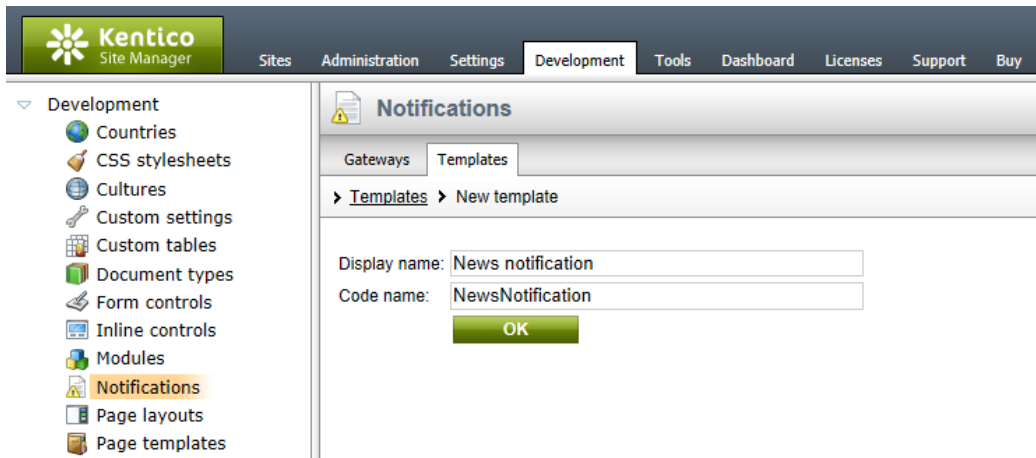 Kentico
Site Manager
Sites Administration Settings Development Tools Dashboard Licenses Support Buy
Development
Countries
CSS stylesheets
Cultures
Custom settings
Custom tables
Document types
Form controls
Inline controls
Modules
Notifications
Page layouts
Page templates
Notifications
Gateways Templates
Templates New template
Display name: News notification
Code name: NewsNotification
OK